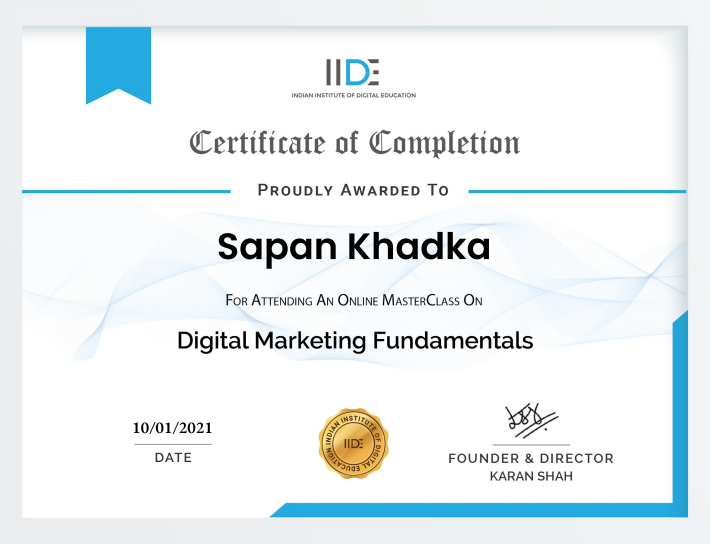 IIDE
INDIAN INSTITUTE OF DIGITAL EDUCATION
Certificate of Completion
PROUDLY AWARDED TO
Sapan Khadka
FOR ATTENDING AN ONLINE MASTERCLASS ON
Digital Marketing Fundamentals
10/01/2021
DATE
INDIAN INSTITUTE OF DIGITAL EDUCATION
IIDE
FOUNDER & DIRECTOR
KARAN SHAH